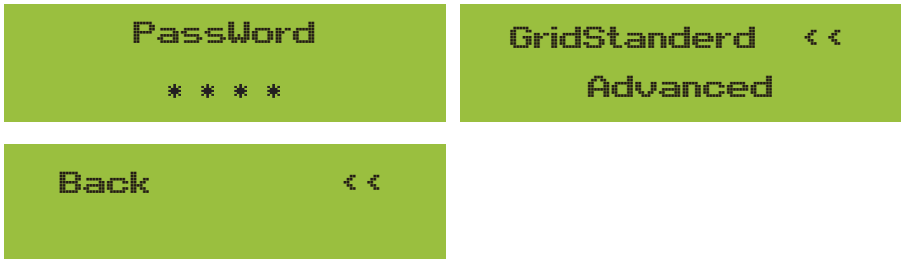 PassWord
* * * *
GridStanderd <<
Advanced
Back <<